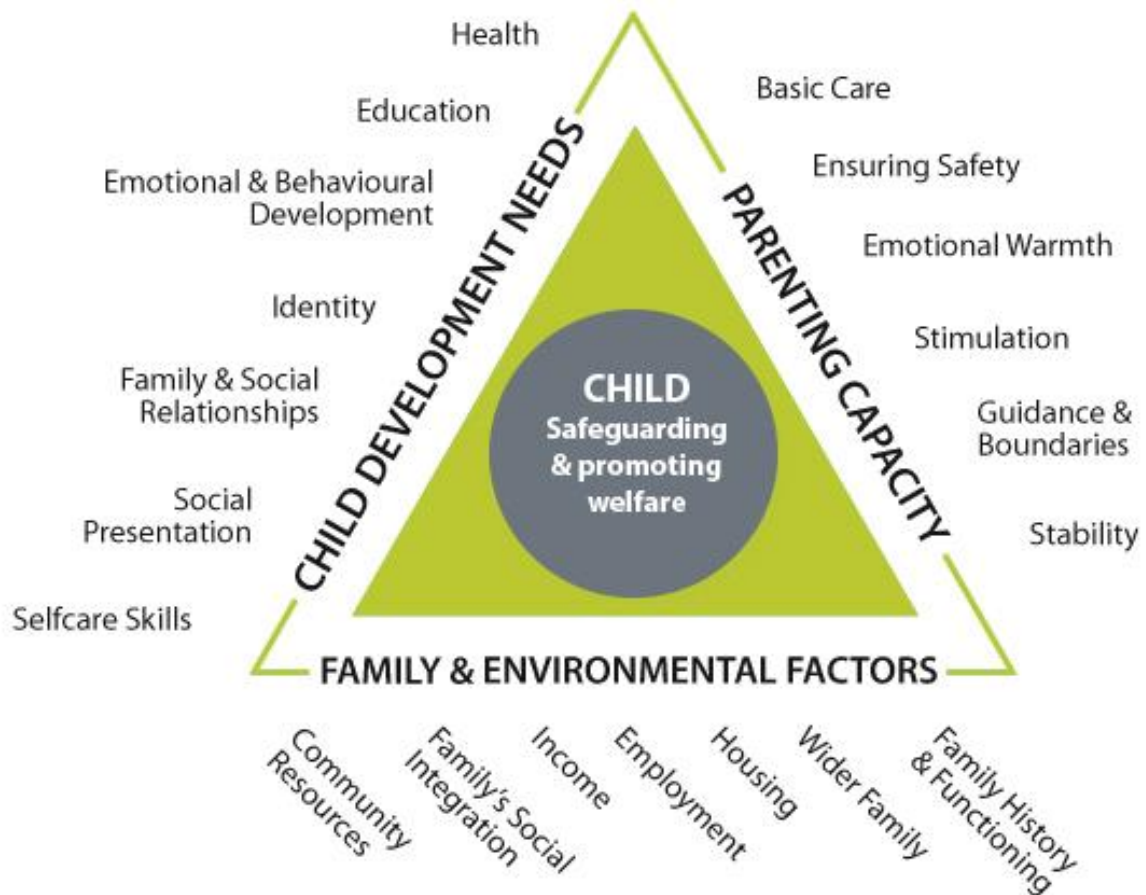 Health
Education
Emotional & Behavioural
Development
Identity
Family & Social
Relationships
Social
Presentation
Selfcare Skills
CHILD DEVELOPMENT NEEDS
Basic Care
Ensuring Safety
Emotional Warmth
Stimulation
Guidance &
Boundaries
Stability
PARENTING CAPACITY
CHILD
Safeguarding
& promoting
welfare
FAMILY & ENVIRONMENTAL FACTORS
Community
Resources
Family's Social
Integration
Income
Employment
Housing
Wider Family
Family History
& Functioning